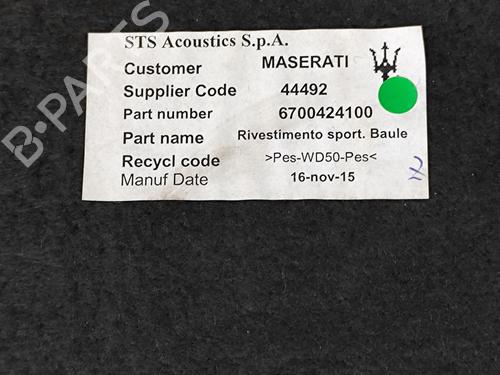 STS Acoustics S.p.A.
Customer MASERATI
Supplier Code 44492
Part number 6700424100
Part name Rivestimento sport. Baule
Recycl code >Pes-WD50-Pes<
Manuf Date 16-nov-15
B-PARTS